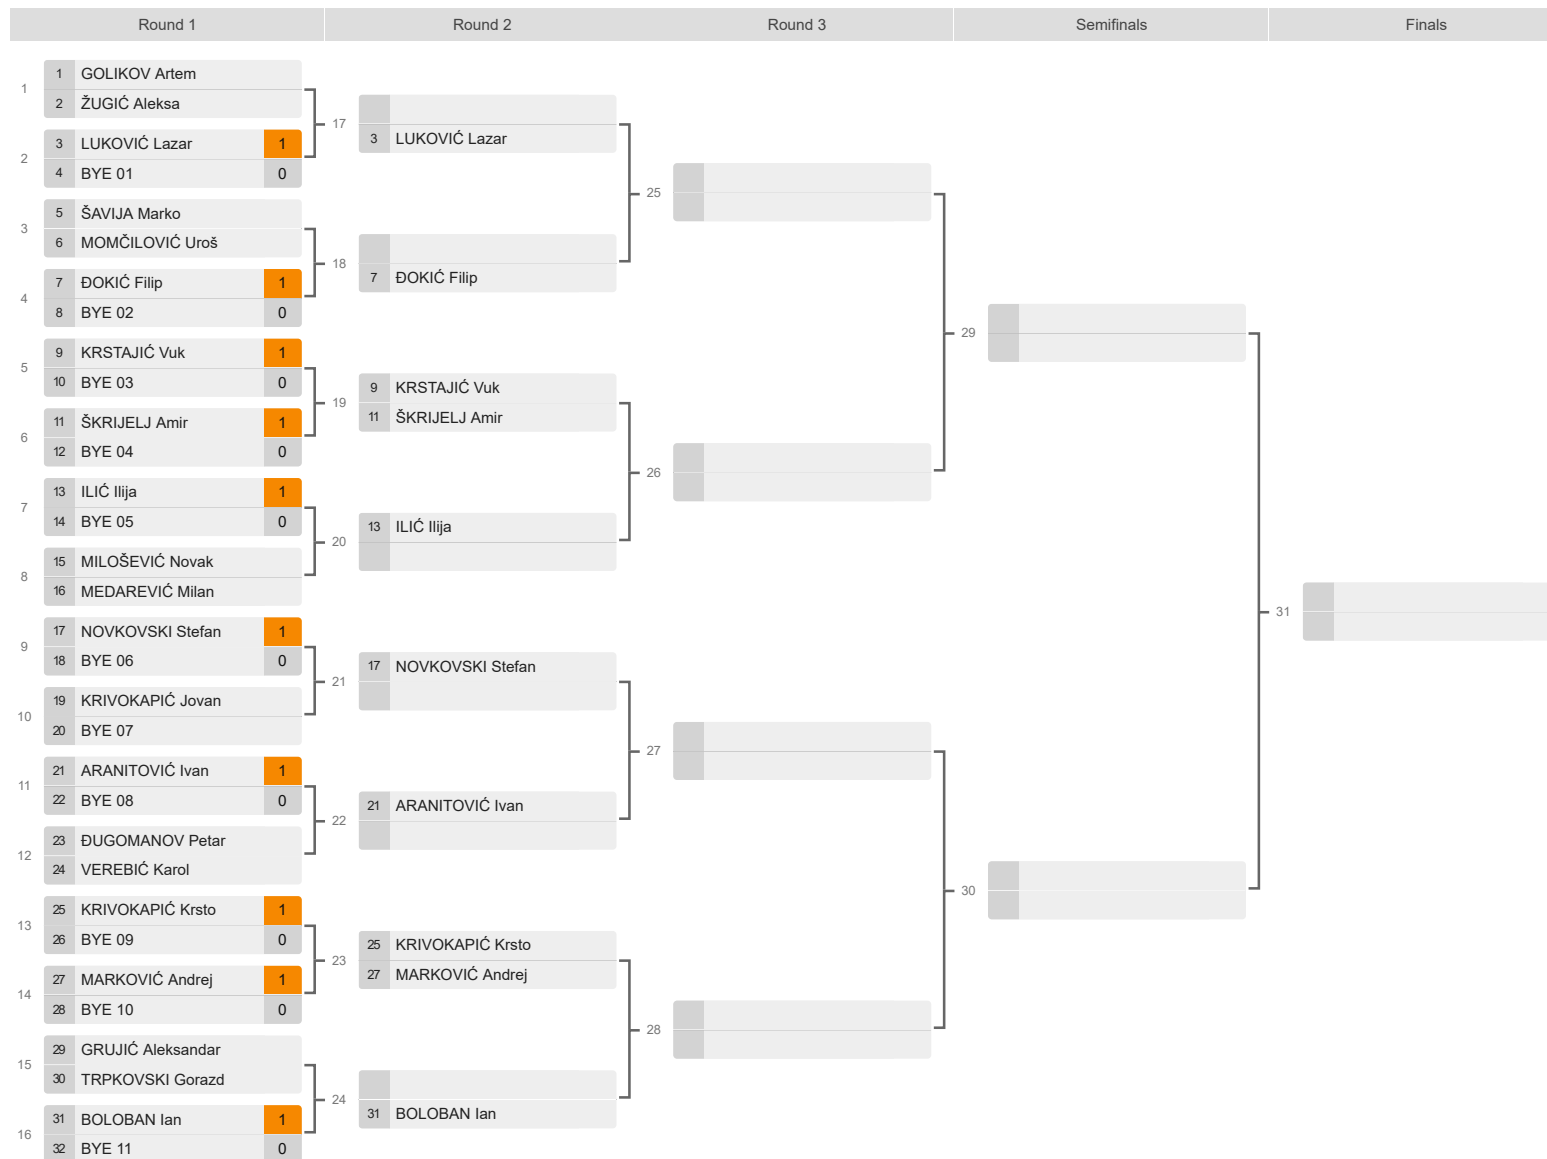 Round 1
Round 2
Round 3
Semifinals
Finals
1
1 GOLIKOV Artem
2 ŽUGIĆ Aleksa
2
3 LUKOVIĆ Lazar 1
4 BYE 01 0
3
5 ŠAVIJA Marko
6 MOMČILOVIĆ Uroš
4
7 ĐOKIĆ Filip 1
8 BYE 02 0
5
9 KRSTAJIĆ Vuk 1
10 BYE 03 0
6
11 ŠKRIJELJ Amir 1
12 BYE 04 0
7
13 ILIĆ Ilija 1
14 BYE 05 0
8
15 MILOŠEVIĆ Novak
16 MEDAREVIĆ Milan
9
17 NOVKOVSKI Stefan 1
18 BYE 06 0
10
19 KRIVOKAPIĆ Jovan
20 BYE 07
11
21 ARANITOVIĆ Ivan 1
22 BYE 08 0
12
23 ĐUGOMANOV Petar
24 VEREBIĆ Karol
13
25 KRIVOKAPIĆ Krsto 1
26 BYE 09 0
14
27 MARKOVIĆ Andrej 1
28 BYE 10 0
15
29 GRUJIĆ Aleksandar
30 TRPKOVSKI Gorazd
16
31 BOLOBAN Ian 1
32 BYE 11 0
17
3 LUKOVIĆ Lazar
18
7 ĐOKIĆ Filip
19
9 KRSTAJIĆ Vuk
11 ŠKRIJELJ Amir
20
13 ILIĆ Ilija
21
17 NOVKOVSKI Stefan
22
21 ARANITOVIĆ Ivan
23
25 KRIVOKAPIĆ Krsto
27 MARKOVIĆ Andrej
24
31 BOLOBAN Ian
25
26
27
28
29
30
31